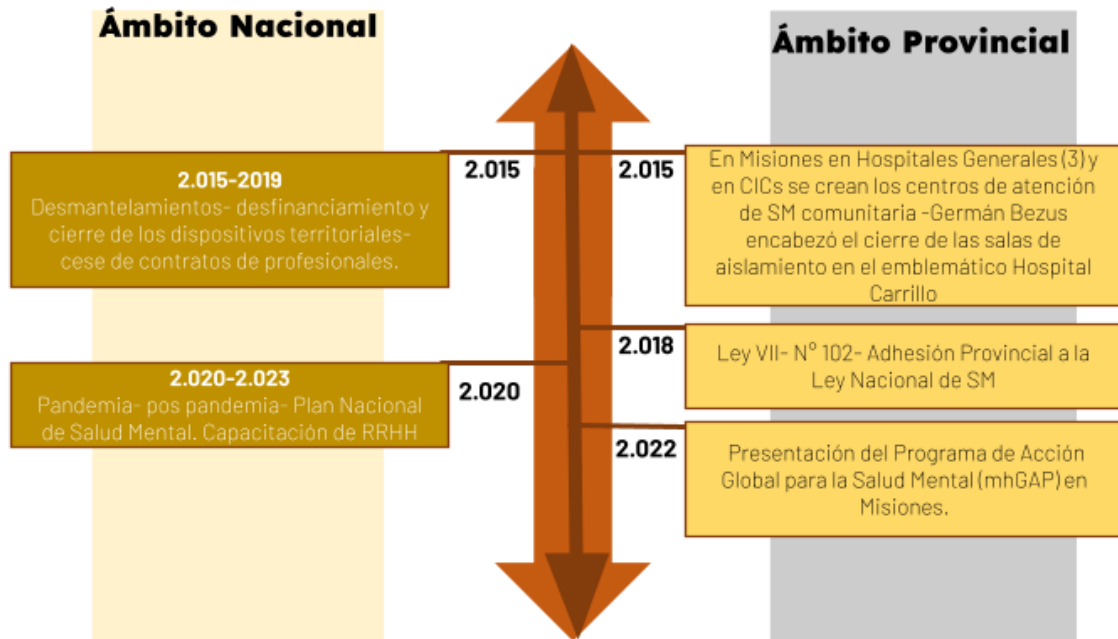 Ámbito Nacional
Ámbito Provincial
2.015-2019
Desmantelamientos- desfinanciamiento y
cierre de los dispositivos territoriales-
cese de contratos de profesionales.
2.015
2.015
En Misiones en Hospitales Generales (3) y
en CICs se crean los centros de atención
de SM comunitaria -Germán Bezus
encabezó el cierre de las salas de
aislamiento en el emblemático Hospital
Carrillo
2.018
Ley VII- N° 102- Adhesión Provincial a la
Ley Nacional de SM
2.020-2.023
Pandemia- pos pandemia- Plan Nacional
de Salud Mental. Capacitación de RRHH
2.020
2.022
Presentación del Programa de Acción
Global para la Salud Mental (mhGAP) en
Misiones.